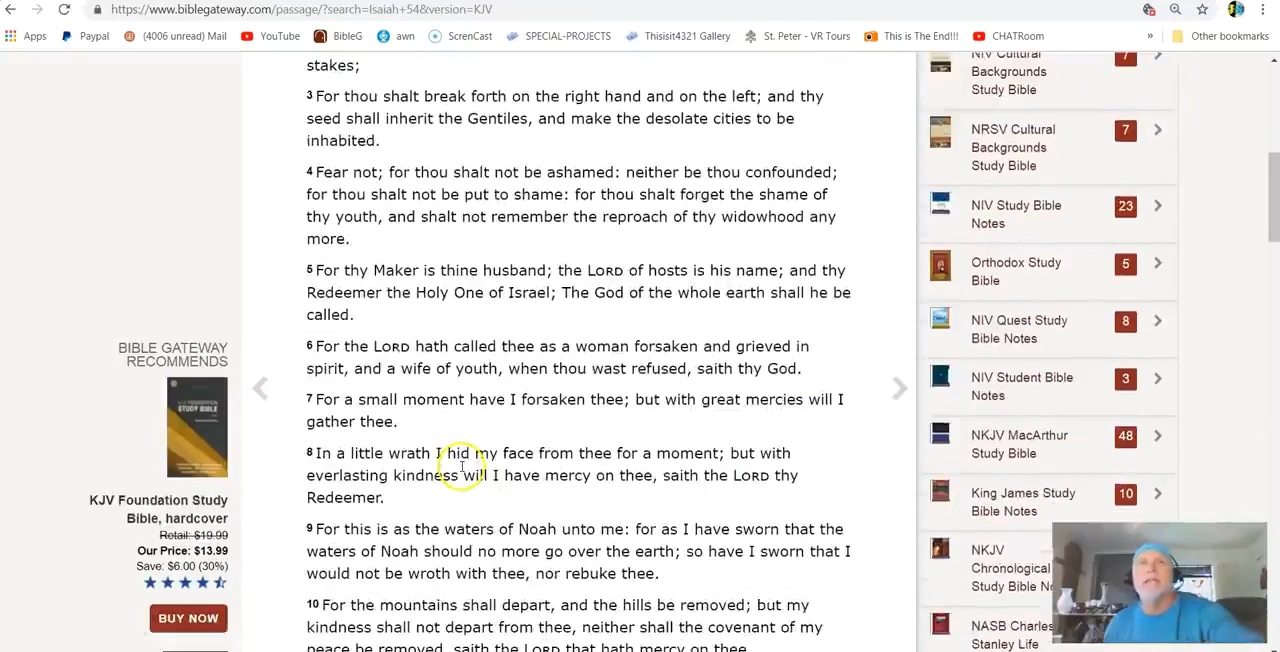 https://www.biblegateway.com/passage/?search=Isaiah+54&version=KJV
Apps Paypal (4006 unread) Mail YouTube BibleG awn ScrenCast SPECIAL-PROJECTS Thisisit4321 Gallery St. Peter - VR Tours This is The End!!! CHATRoom » Other bookmarks
stakes;
3 For thou shalt break forth on the right hand and on the left; and thy
seed shall inherit the Gentiles, and make the desolate cities to be
inhabited.
4 Fear not; for thou shalt not be ashamed: neither be thou confounded;
for thou shalt not be put to shame: for thou shalt forget the shame of
thy youth, and shalt not remember the reproach of thy widowhood any
more.
5 For thy Maker is thine husband; the LORD of hosts is his name; and thy
Redeemer the Holy One of Israel; The God of the whole earth shall he be
called.
6 For the LORD hath called thee as a woman forsaken and grieved in
spirit, and a wife of youth, when thou wast refused, saith thy God.
7 For a small moment have I forsaken thee; but with great mercies will I
gather thee.
8 In a little wrath I hid my face from thee for a moment; but with
everlasting kindness will I have mercy on thee, saith the LORD thy
Redeemer.
9 For this is as the waters of Noah unto me: for as I have sworn that the
waters of Noah should no more go over the earth; so have I sworn that I
would not be wroth with thee, nor rebuke thee.
10 For the mountains shall depart, and the hills be removed; but my
kindness shall not depart from thee, neither shall the covenant of my
peace be removed, saith the LORD that hath mercy on thee.
BIBLE GATEWAY
RECOMMENDS
KJV Foundation Study
Bible, hardcover
Retail: $19.99
Our Price: $13.99
Save: $6.00 (30%)
BUY NOW
NIV Cultural
Backgrounds
Study Bible
7
NRSV Cultural
Backgrounds
Study Bible
7
NIV Study Bible
Notes
23
Orthodox Study
Bible
5
NIV Quest Study
Bible Notes
8
NIV Student Bible
Notes
3
NKJV MacArthur
Study Bible
48
King James Study
Bible Notes
10
NKJV
Chronological
Study Bible
NASB Charles
Stanley Life